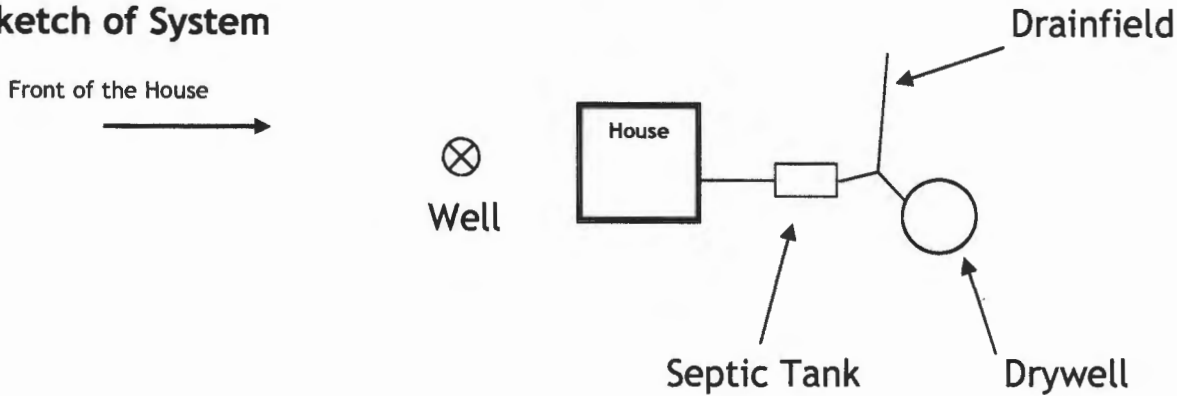 ketch of System
Drainfield
Front of the House
House
Well
Septic Tank
Drywell